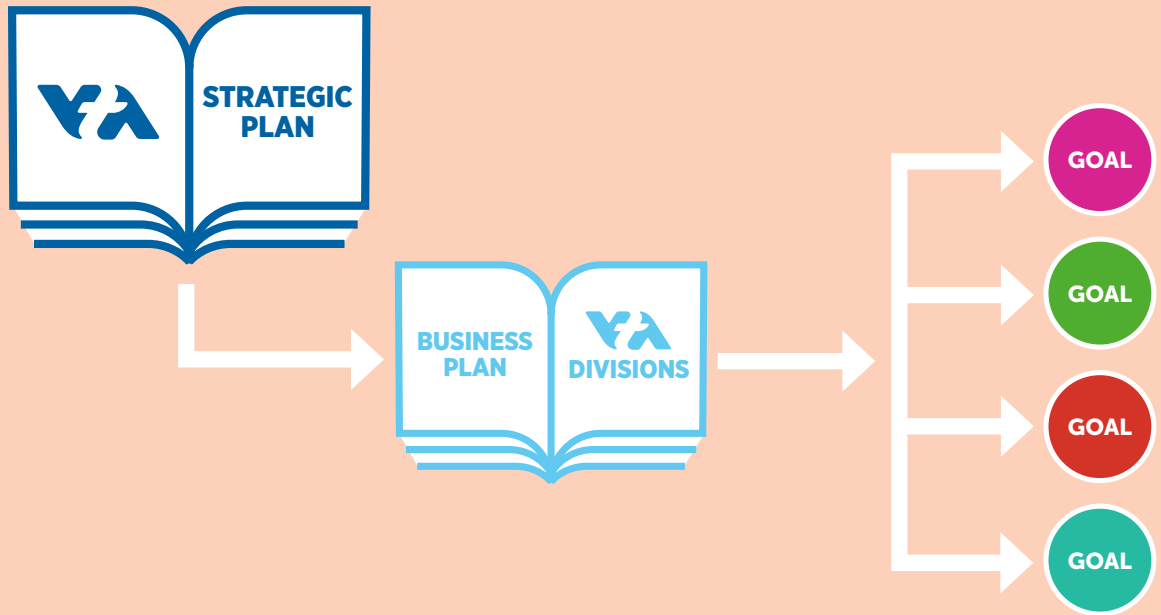 VTA
STRATEGIC
PLAN
BUSINESS
PLAN
VTA
DIVISIONS
GOAL
GOAL
GOAL
GOAL